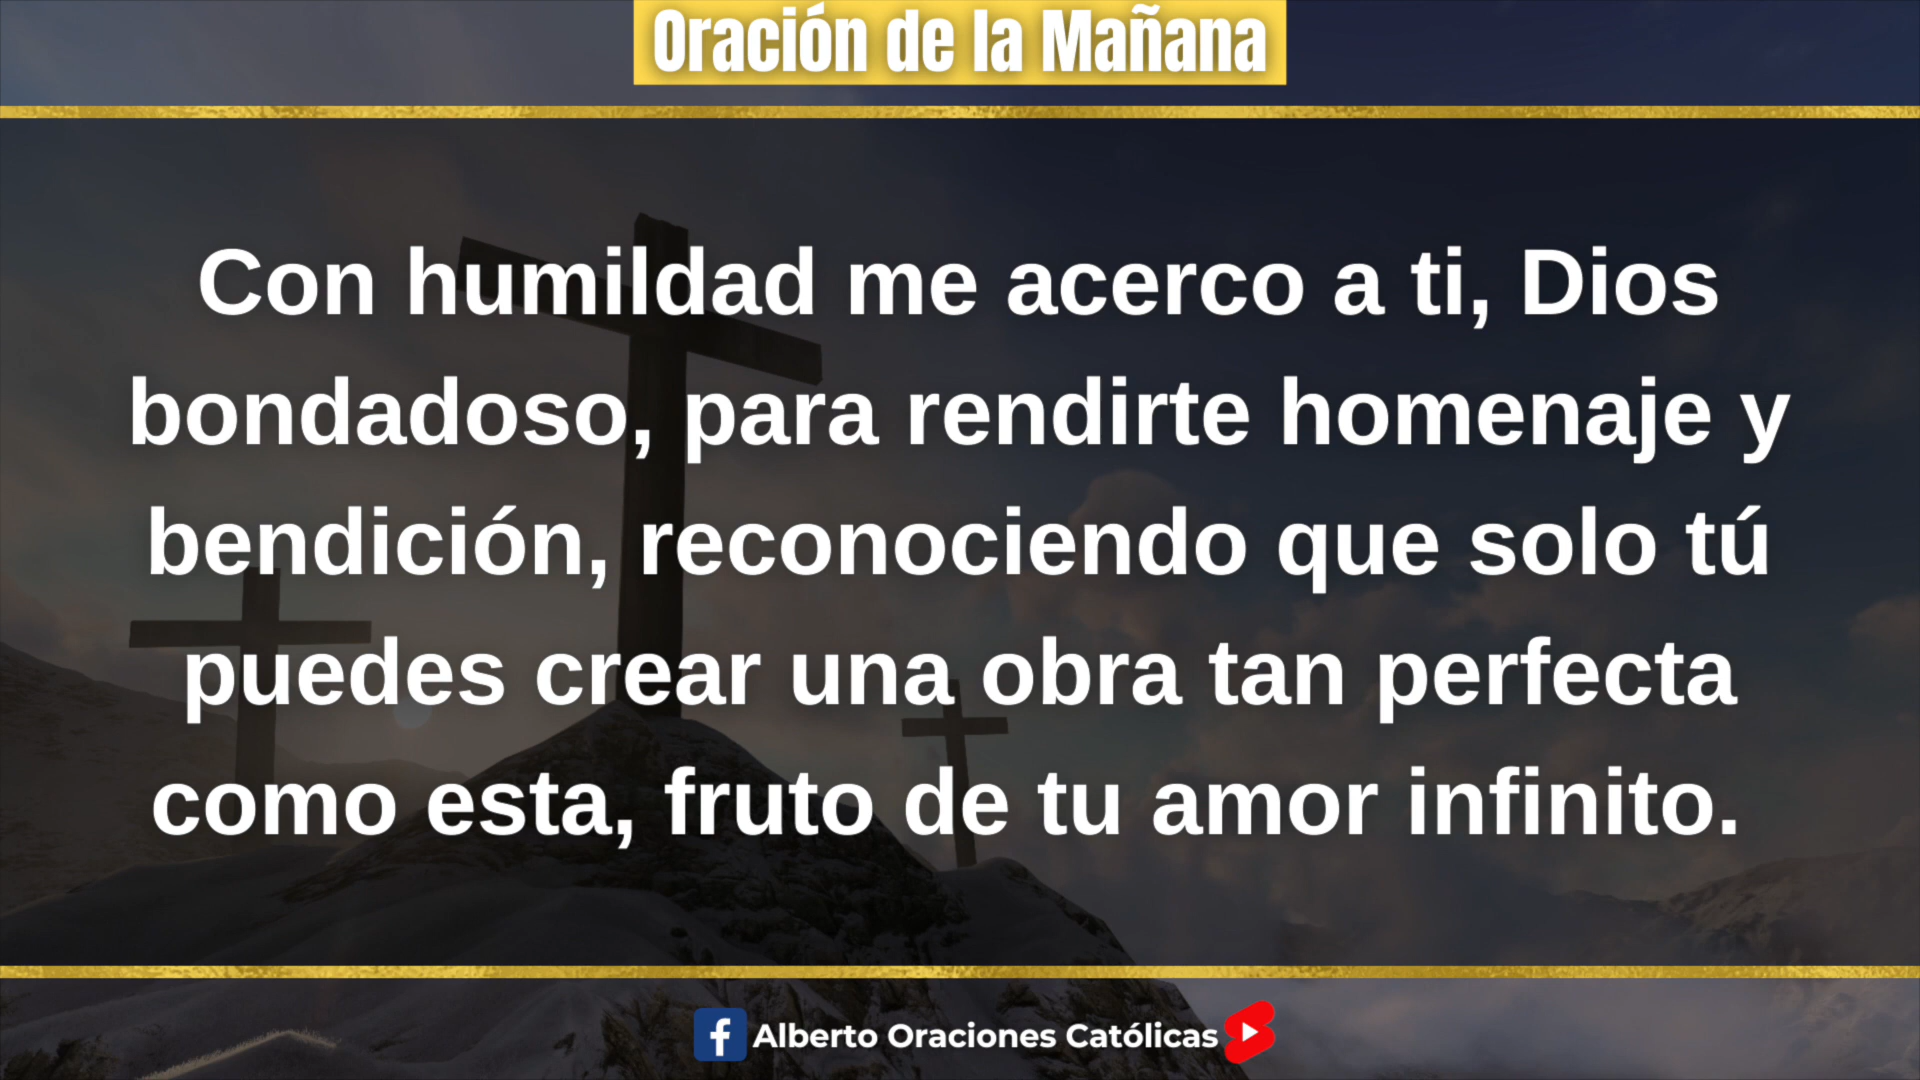 Oración de la Mañana
Con humildad me acerco a ti, Dios
bondadoso, para rendirte homenaje y
bendición, reconociendo que solo tú
puedes crear una obra tan perfecta
como esta, fruto de tu amor infinito.
Alberto Oraciones Católicas